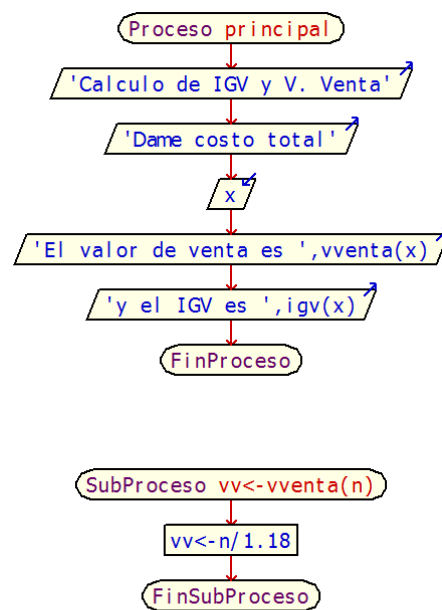 Proceso principal
'Calculo de IGV y V. Venta'
'Dame costo total'
x
'El valor de venta es ',vventa(x)
'y el IGV es ',igv(x)
FinProceso
SubProceso vv<-vventa(n)
vv<-n/1.18
FinSubProceso